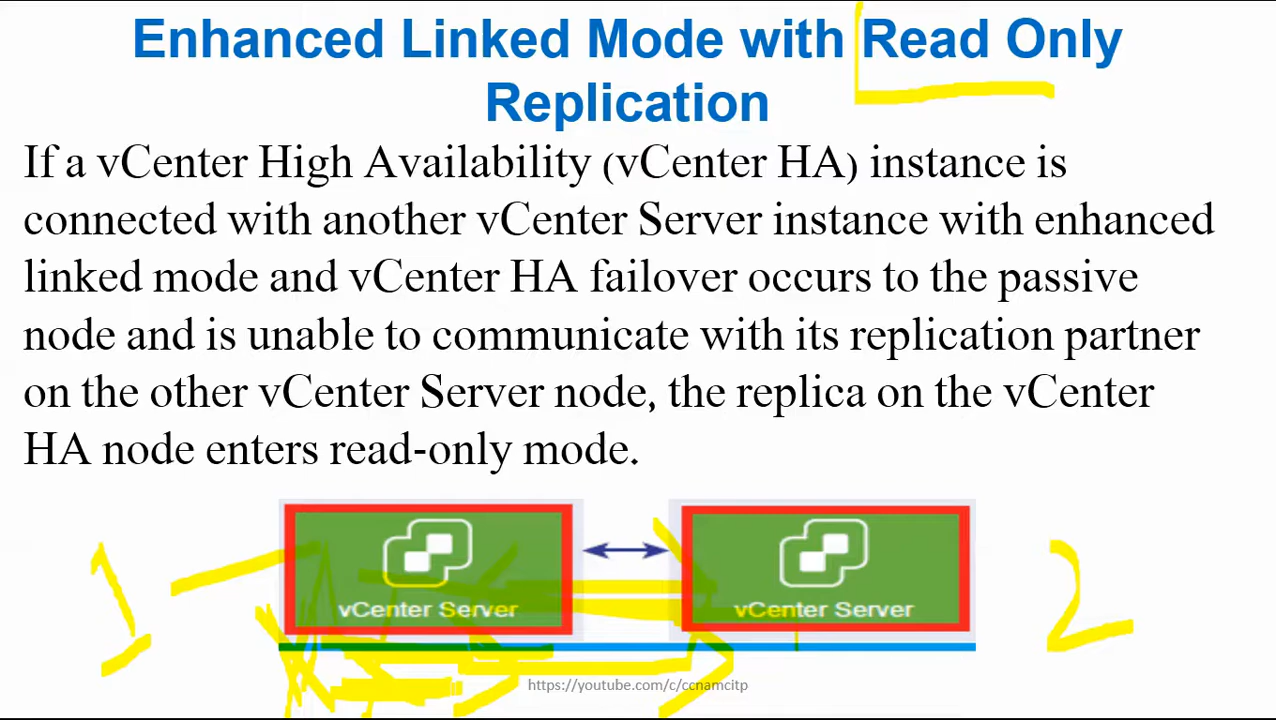 Enhanced Linked Mode with Read Only
Replication
If a vCenter High Availability (vCenter HA) instance is
connected with another vCenter Server instance with enhanced
linked mode and vCenter HA failover occurs to the passive
node and is unable to communicate with its replication partner
on the other vCenter Server node, the replica on the vCenter
HA node enters read-only mode.
1
vCenter Server
vCenter Server
2
https://youtube.com/c/ccnamcitp